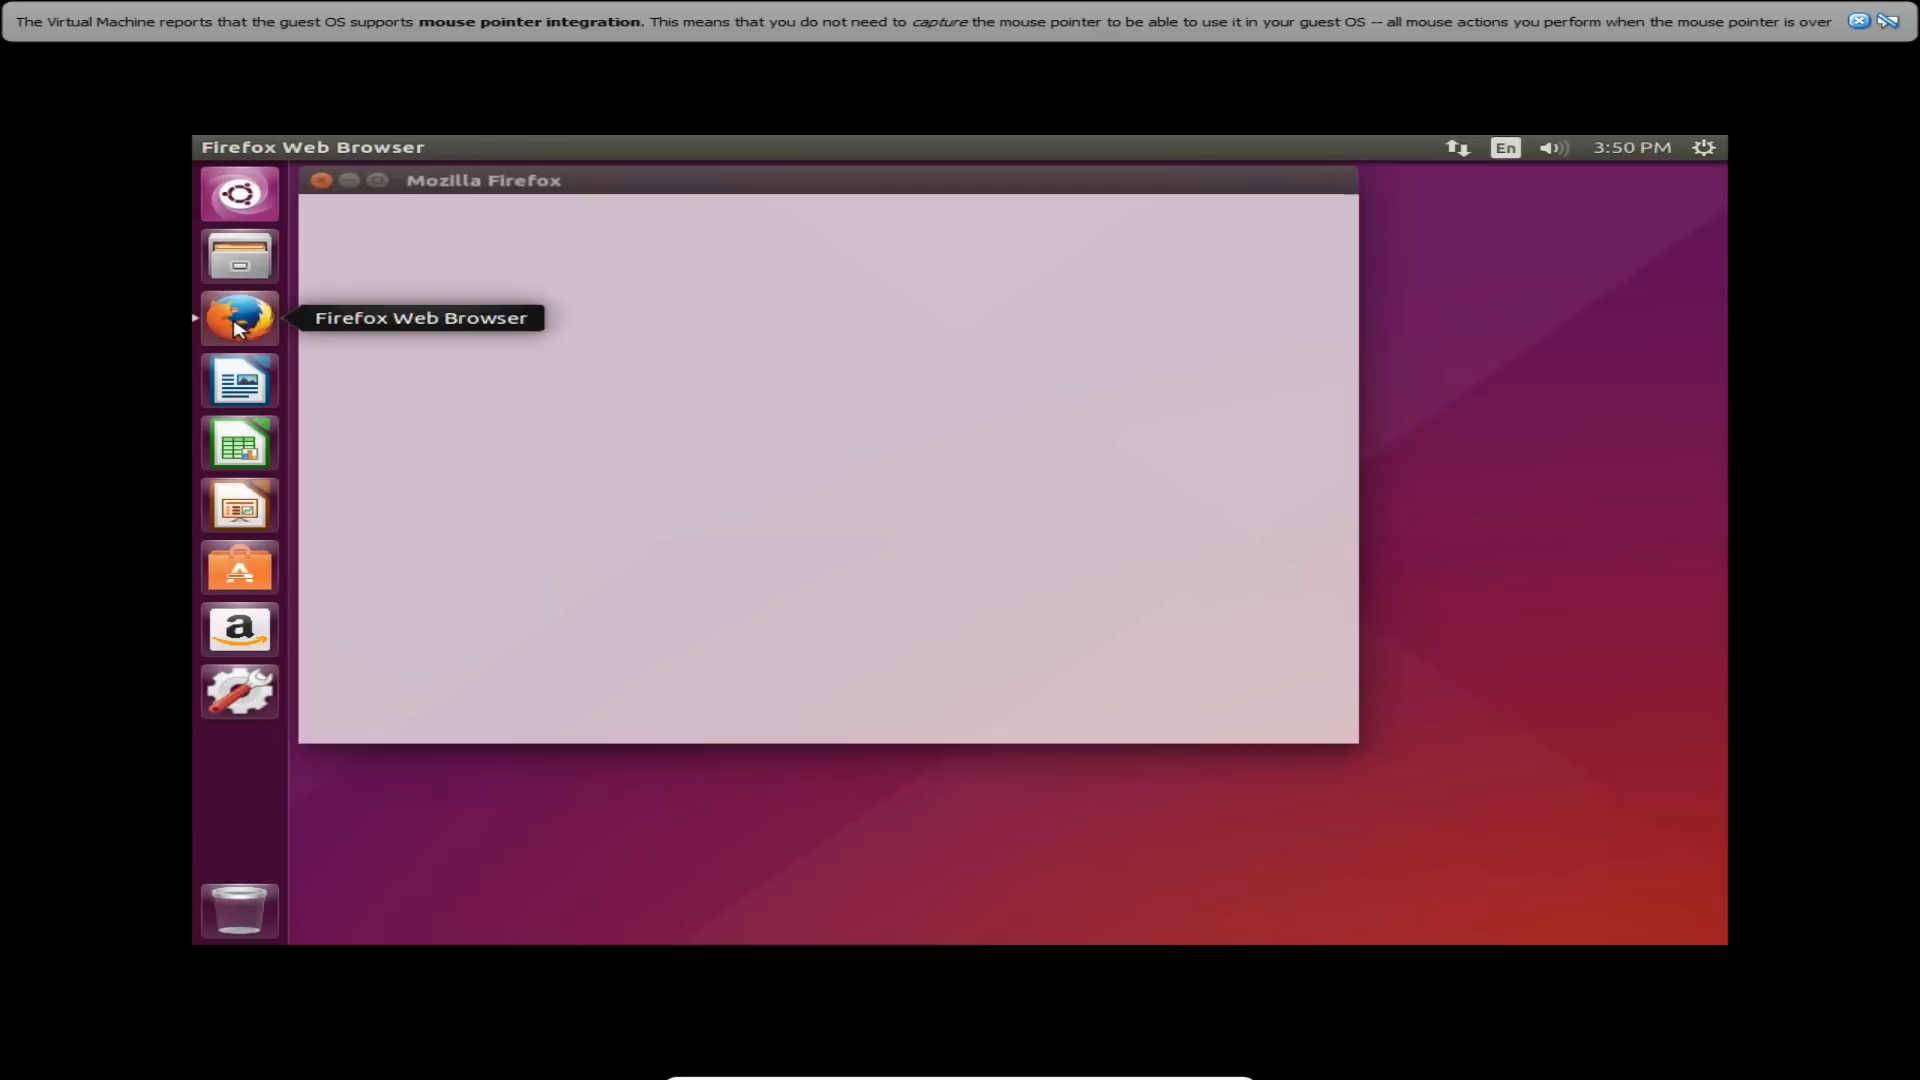 The Virtual Machine reports that the guest OS supports mouse pointer integration. This means that you do not need to capture the mouse pointer to be able to use it in your guest OS -- all mouse actions you perform when the mouse pointer is over
Firefox Web Browser
En
3:50 PM
Mozilla Firefox
Firefox Web Browser
A
a